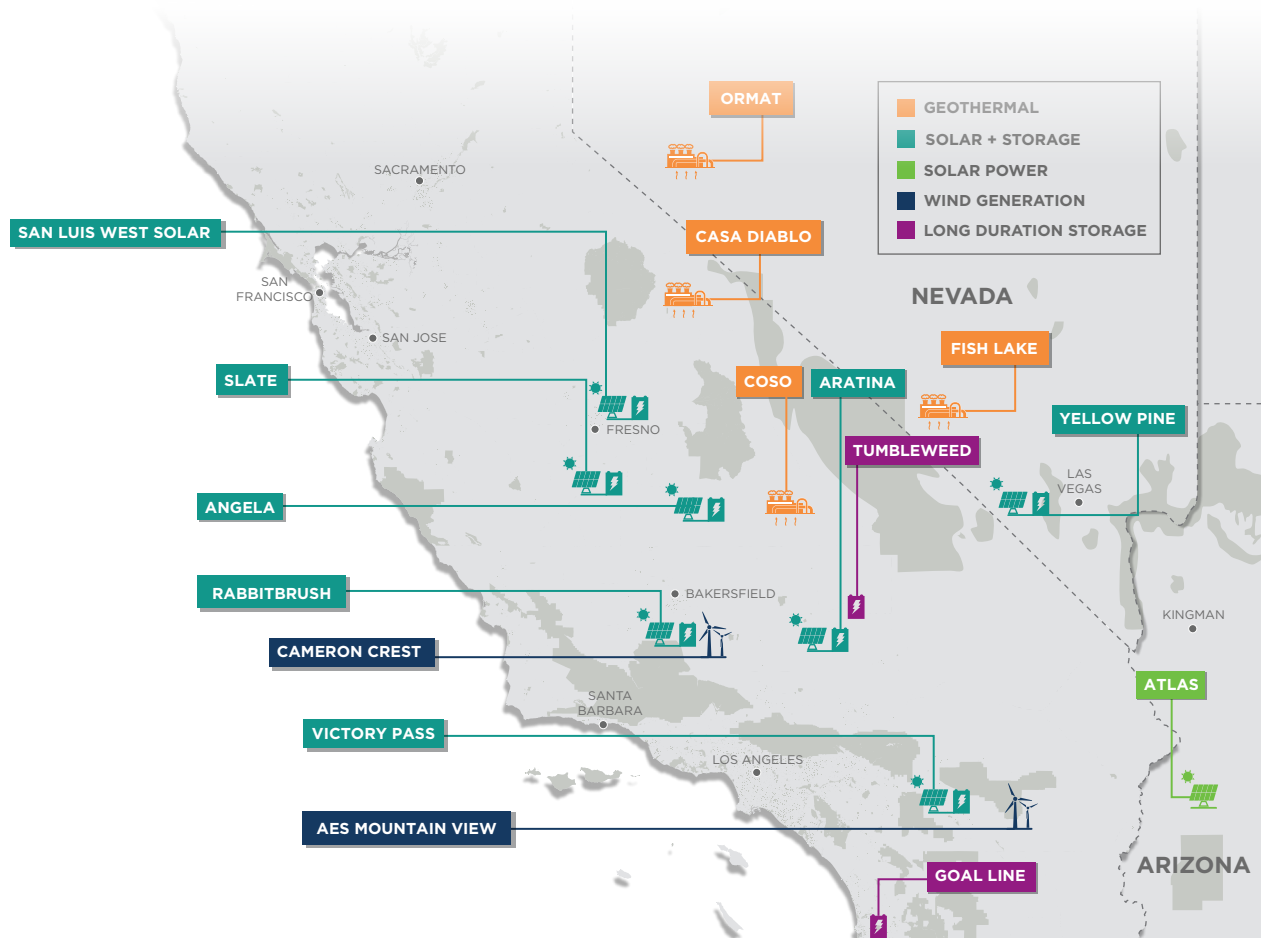 ORMAT
GEOTHERMAL
SOLAR + STORAGE
SOLAR POWER
WIND GENERATION
LONG DURATION STORAGE
SACRAMENTO
SAN LUIS WEST SOLAR
CASA DIABLO
SAN
FRANCISCO
NEVADA
SAN JOSE
FISH LAKE
SLATE
COSO
ARATINA
YELLOW PINE
FRESNO
TUMBLEWEED
LAS
VEGAS
ANGELA
RABBITBRUSH
BAKERSFIELD
KINGMAN
CAMERON CREST
ATLAS
SANTA
BARBARA
VICTORY PASS
LOS ANGELES
AES MOUNTAIN VIEW
ARIZONA
GOAL LINE